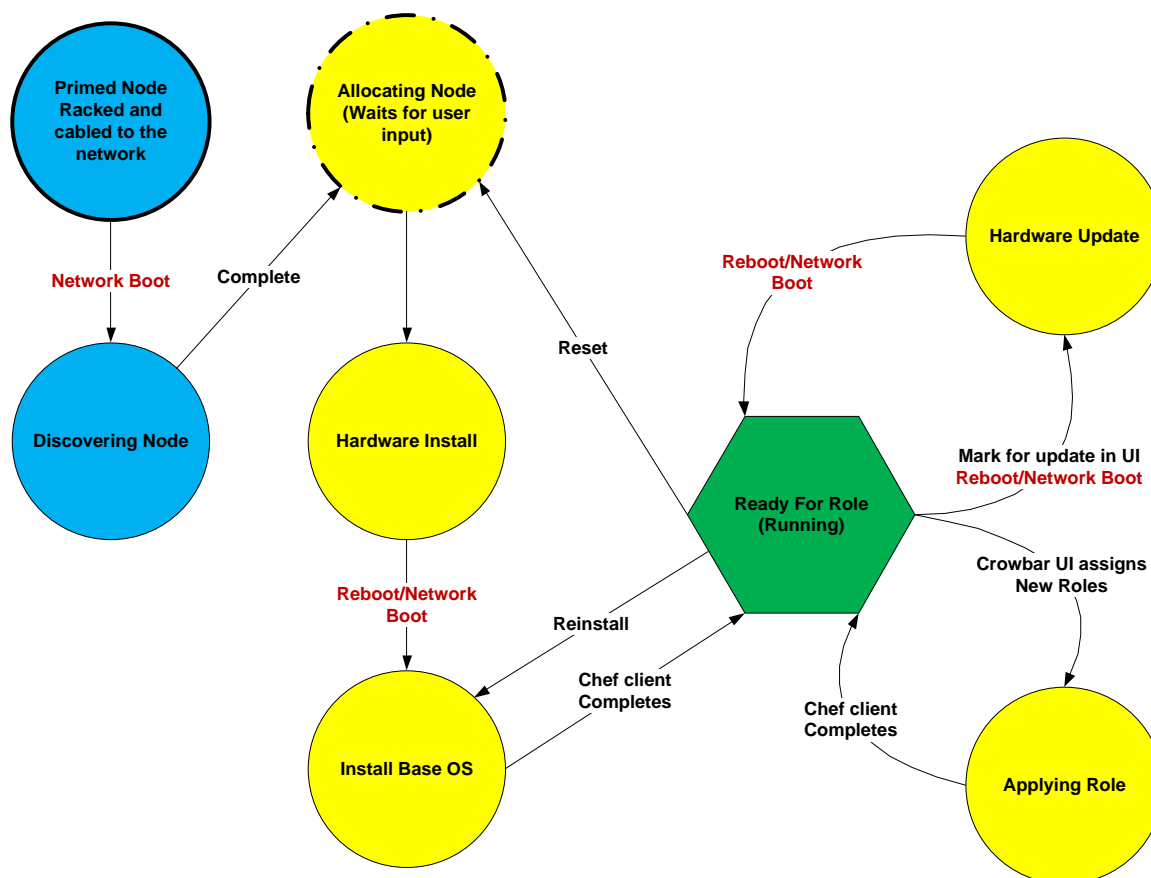 Primed Node
Racked and
cabled to the
network
Allocating Node
(Waits for user
input)
Hardware Update
Network Boot
Complete
Reboot/Network
Boot
Reset
Discovering Node
Hardware Install
Mark for update in UI
Reboot/Network Boot
Ready For Role
(Running)
Crowbar UI assigns
New Roles
Reboot/Network
Boot
Reinstall
Chef client
Completes
Chef client
Completes
Install Base OS
Applying Role